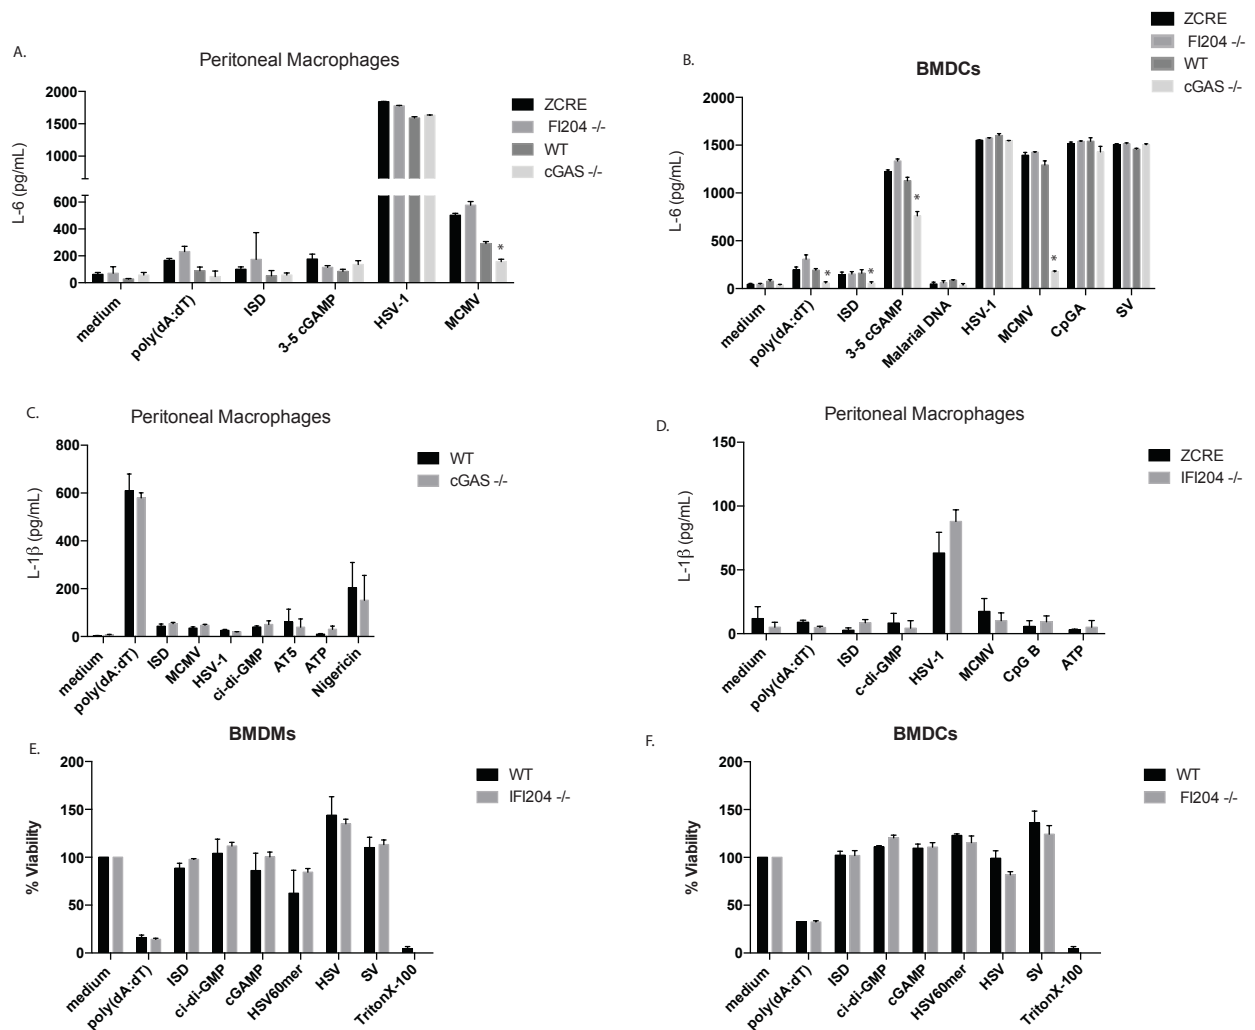 A.
Peritoneal Macrophages
L-6 (pg/mL)
2000
1500
1000
600
400
200
0
medium
poly(dA:dT)
ISD
3-5 cGAMP
HSV-1
MCMV
*
ZCRE
FI204 -/-
WT
cGAS -/-
B.
BMDCs
L-6 (pg/mL)
2000
1500
1000
500
0
medium
poly(dA:dT)
ISD
3-5 cGAMP
Malarial DNA
HSV-1
MCMV
CpGA
SV
*
*
*
*
ZCRE
FI204 -/-
WT
cGAS -/-
C.
Peritoneal Macrophages
L-1β (pg/mL)
800
600
400
200
0
medium
poly(dA:dT)
ISD
MCMV
HSV-1
ci-di-GMP
AT5
ATP
Nigericin
WT
cGAS -/-
D.
Peritoneal Macrophages
L-1β (pg/mL)
150
100
50
0
medium
poly(dA:dT)
ISD
c-di-GMP
HSV-1
MCMV
CpG B
ATP
ZCRE
IFI204 -/-
E.
BMDMs
% Viability
200
150
100
50
0
medium
poly(dA:dT)
ISD
ci-di-GMP
cGAMP
HSV60mer
HSV
SV
TritonX-100
WT
IFI204 -/-
F.
BMDCs
% Viability
200
150
100
50
0
medium
poly(dA:dT)
ISD
ci-di-GMP
cGAMP
HSV60mer
HSV
SV
TritonX-100
WT
FI204 -/-